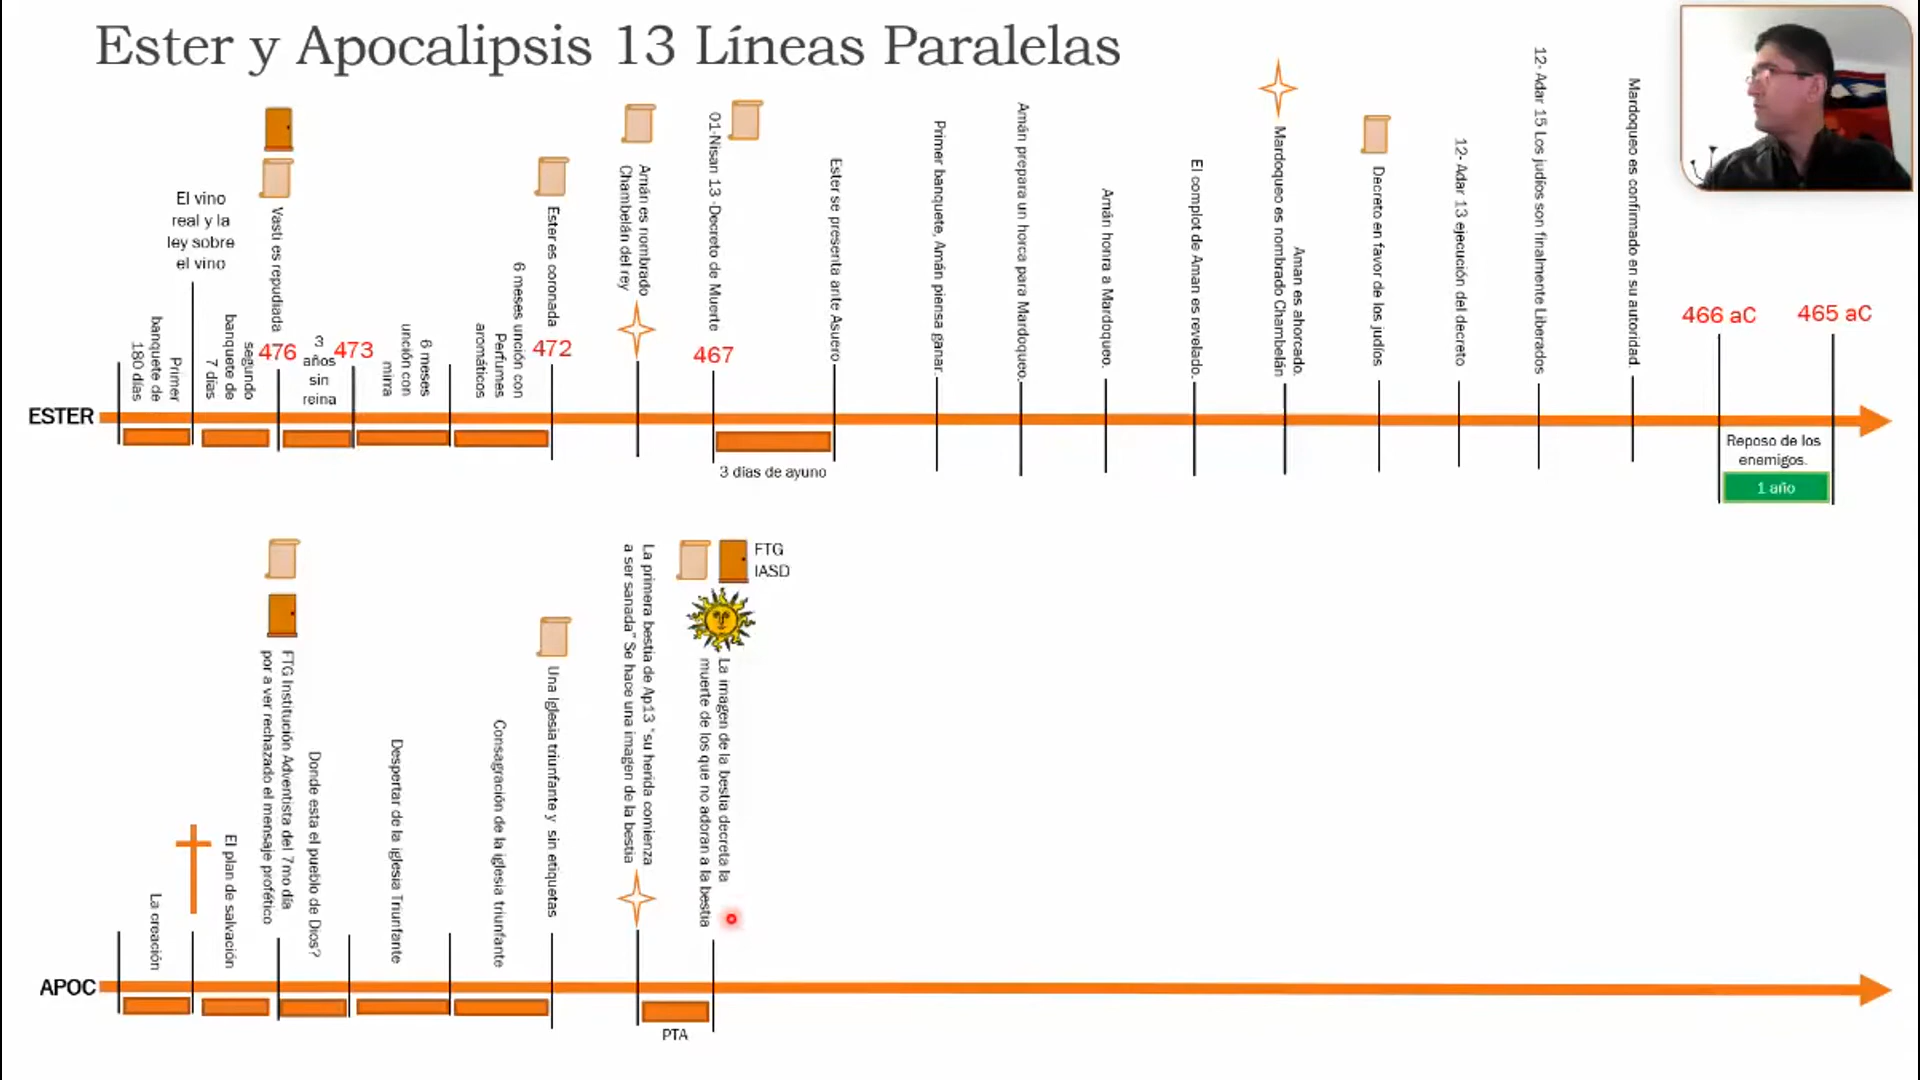 Ester y Apocalipsis 13 Líneas Paralelas
Primer
banquete de
180 días
El vino
real y la
ley sobre
el vino
segundo
banquete de
7 días
Vasti es repudiada
476
3
años
sin
reina
473
6 meses
unción con
mirra
6 meses unción con
Perfumes
aromáticos
Ester es coronada
472
Amán es nombrado
Chambelán del rey
01-Nisan 13 -Decreto de Muerte
467
Ester se presenta ante Asuero
Primer banquete, Amán piensa ganar.
Amán prepara un horca para Mardoqueo.
Amán honra a Mardoqueo.
El complot de Aman es revelado.
Aman es ahorcado.
Mardoqueo es nombrado Chambelán
Decreto en favor de los judíos
12- Adar 13 ejecución del decreto
12- Adar 15 Los judíos son finalmente Liberados
Mardoqueo es confirmado en su autoridad.
466 aC
465 aC
ESTER
3 días de ayuno
Reposo de los
enemigos.
1 año
La creación
El plan de salvación
FTG Institución Adventista del 7mo día
por a ver rechazado el mensaje profético
Donde esta el pueblo de Dios?
Despertar de la iglesia Triunfante
Consagración de la iglesia triunfante
Una iglesia triunfante y sin etiquetas
La primera bestia de Ap13 "su herida comienza
a ser sanada" Se hace una imagen de la bestia
FTG
IASD
La imagen de la bestia decreta la
muerte de los que no adoran a la bestia
APOC
PTA